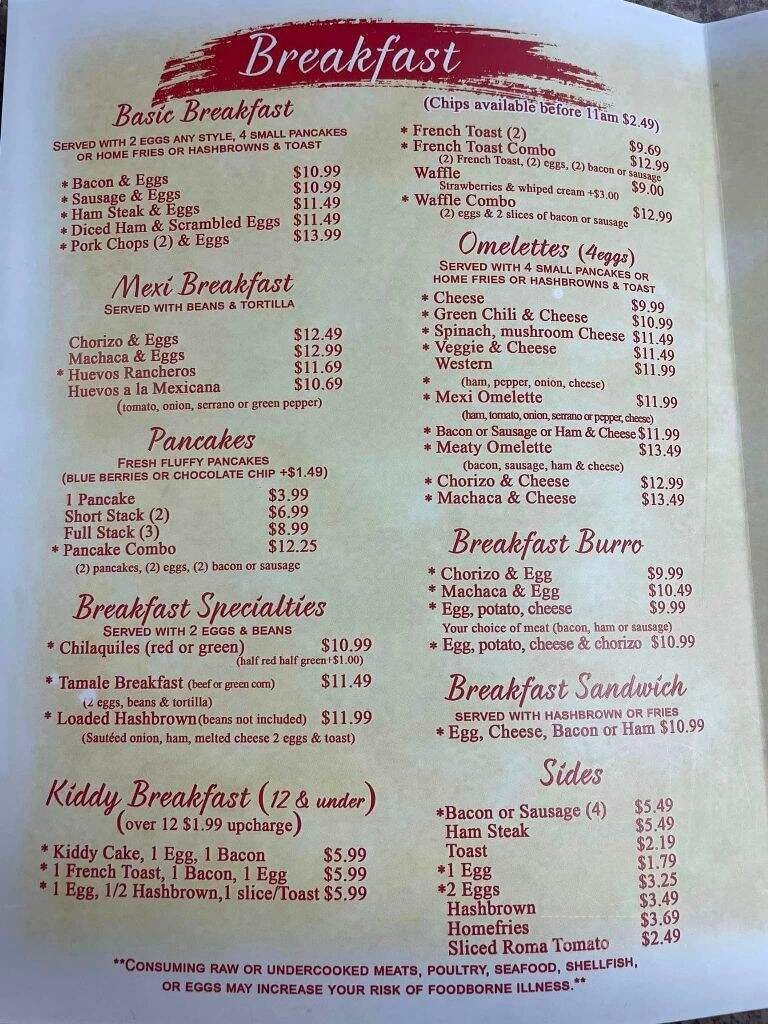 Breakfast
Basic Breakfast
SERVED WITH 2 EGGS ANY STYLE, 4 SMALL PANCAKES
OR HOME FRIES OR HASHBROWNS & TOAST
* Bacon & Eggs $10.99
* Sausage & Eggs $10.99
* Ham Steak & Eggs $11.49
* Diced Ham & Scrambled Eggs $11.49
* Pork Chops (2) & Eggs $13.99
Mexi Breakfast
SERVED WITH BEANS & TORTILLA
Chorizo & Eggs $12.49
Machaca & Eggs $12.99
* Huevos Rancheros $11.69
Huevos a la Mexicana $10.69
(tomato, onion, serrano or green pepper)
Pancakes
FRESH FLUFFY PANCAKES
(BLUE BERRIES OR CHOCOLATE CHIP +$1.49)
1 Pancake $3.99
Short Stack (2) $6.99
Full Stack (3) $8.99
* Pancake Combo $12.25
(2) pancakes, (2) eggs, (2) bacon or sausage
Breakfast Specialties
SERVED WITH 2 EGGS & BEANS
* Chilaquiles (red or green) $10.99
(half red half green+$1.00)
* Tamale Breakfast (beef or green corn) $11.49
(2 eggs, beans & tortilla)
* Loaded Hashbrown (beans not included) $11.99
(Sautéed onion, ham, melted cheese 2 eggs & toast)
Kiddy Breakfast (12 & under)
(over 12 $1.99 upcharge)
* Kiddy Cake, 1 Egg, 1 Bacon $5.99
* 1 French Toast, 1 Bacon, 1 Egg $5.99
* 1 Egg, 1/2 Hashbrown,1 slice/Toast $5.99
(Chips available before 11am $2.49)
* French Toast (2) $9.69
* French Toast Combo $12.99
(2) French Toast, (2) eggs, (2) bacon or sausage
Waffle $9.00
Strawberries & whiped cream +$3.00
* Waffle Combo $12.99
(2) eggs & 2 slices of bacon or sausage
Omelettes (4eggs)
SERVED WITH 4 SMALL PANCAKES OR
HOME FRIES OR HASHBROWNS & TOAST
* Cheese $9.99
* Green Chili & Cheese $10.99
* Spinach, mushroom Cheese $11.49
* Veggie & Cheese $11.49
Western $11.99
* (ham, pepper, onion, cheese)
* Mexi Omelette $11.99
(ham, tomato, onion, serrano or pepper, cheese)
* Bacon or Sausage or Ham & Cheese $11.99
* Meaty Omelette $13.49
(bacon, sausage, ham & cheese)
* Chorizo & Cheese $12.99
* Machaca & Cheese $13.49
Breakfast Burro
* Chorizo & Egg $9.99
* Machaca & Egg $10.49
* Egg, potato, cheese $9.99
Your choice of meat (bacon, ham or sausage)
* Egg, potato, cheese & chorizo $10.99
Breakfast Sandwich
SERVED WITH HASHBROWN OR FRIES
* Egg, Cheese, Bacon or Ham $10.99
Sides
*Bacon or Sausage (4) $5.49
Ham Steak $5.49
Toast $2.19
*1 Egg $1.79
*2 Eggs $3.25
Hashbrown $3.49
Homefries $3.69
Sliced Roma Tomato $2.49
**CONSUMING RAW OR UNDERCOOKED MEATS, POULTRY, SEAFOOD, SHELLFISH,
OR EGGS MAY INCREASE YOUR RISK OF FOODBORNE ILLNESS.**